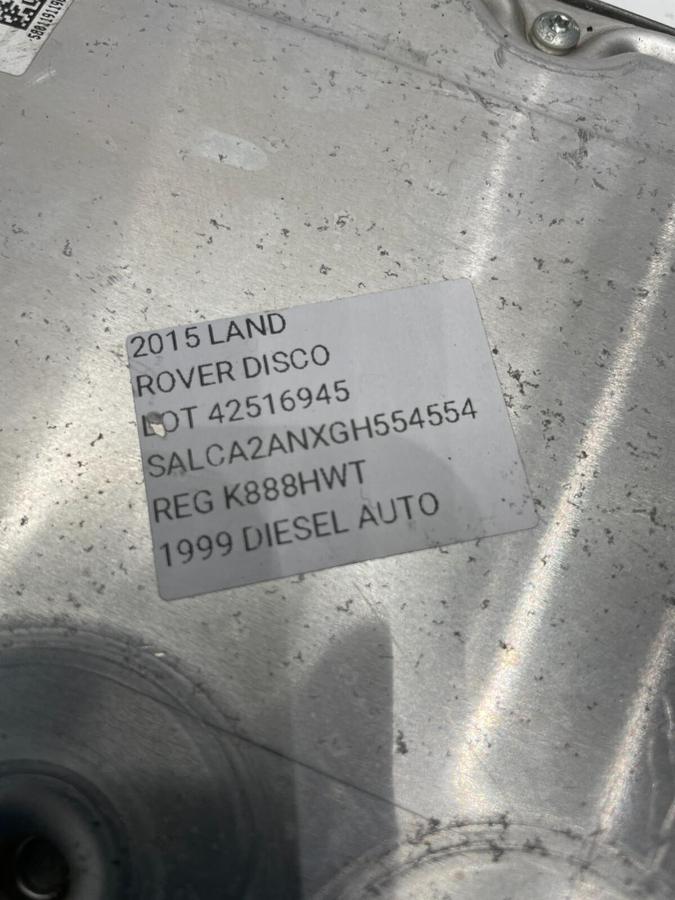 2015 LAND
ROVER DISCO
LOT 42516945
SALCA2ANXGH554554
REG K888HWT
1999 DIESEL AUTO